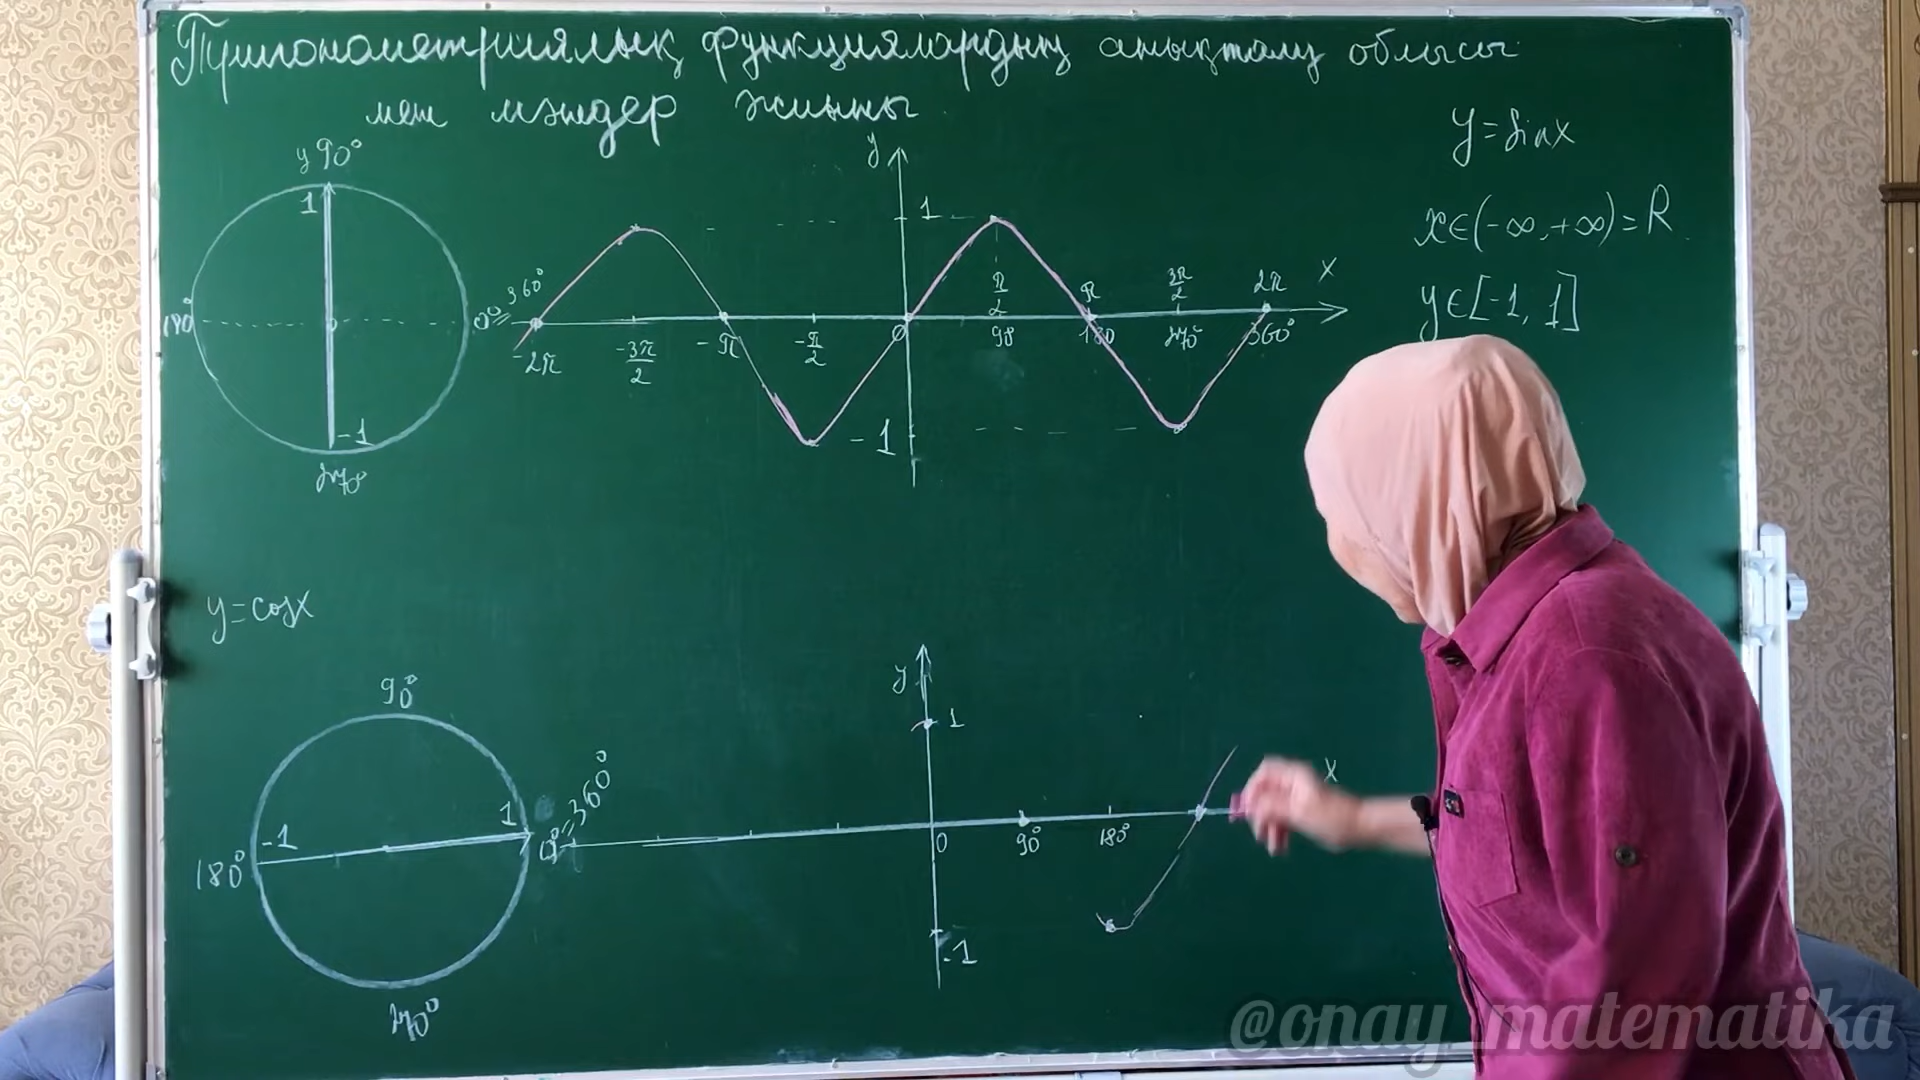 Тригонометриялық функциялардың анықталу облысы
мен мәндер жиыны
y = sinx
x∈(-∞,+∞)=R
y∈[-1, 1]
y 90°
1
180°
0°=360°
-1
270°
y
1
-1
x
-2π
-3π/2
-π
-π/2
0
π/2
π
3π/2
2π
90
180
270°
360°
y=cosx
90°
1
-1
180°
0°=360°
270°
y
1
x
0
90°
180°
-1
@onay_matematika